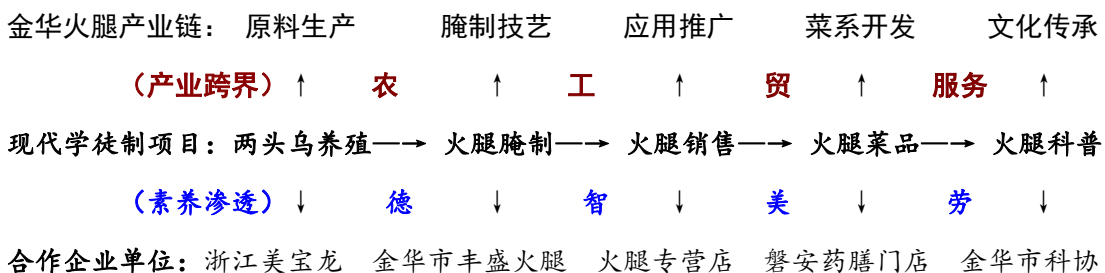 金华火腿产业链： 原料生产 腌制技艺 应用推广 菜系开发 文化传承
（产业跨界）↑ 农 ↑ 工 ↑ 贸 ↑ 服务 ↑
现代学徒制项目：两头乌养殖—→ 火腿腌制—→ 火腿销售—→ 火腿菜品—→ 火腿科普
（素养渗透）↓ 德 ↓ 智 ↓ 美 ↓ 劳 ↓
合作企业单位：浙江美宝龙 金华市丰盛火腿 火腿专营店 磐安药膳门店 金华市科协